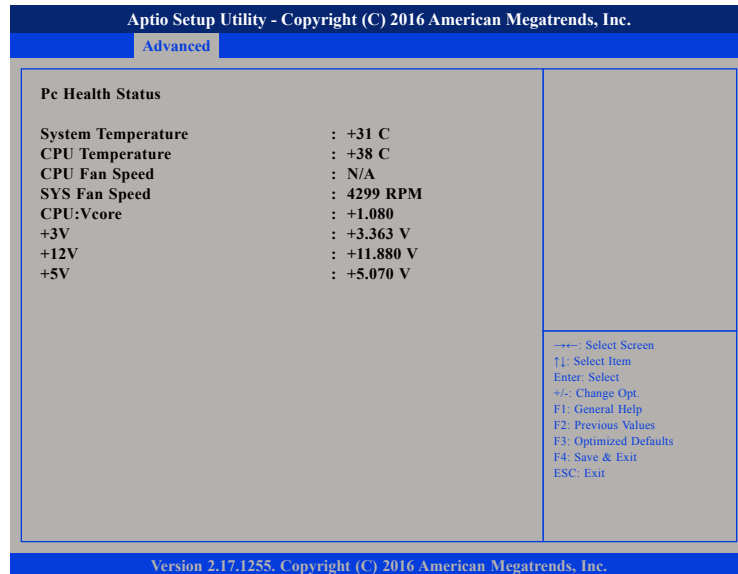 Aptio Setup Utility - Copyright (C) 2016 American Megatrends, Inc.
Advanced
Pc Health Status
System Temperature : +31 C
CPU Temperature : +38 C
CPU Fan Speed : N/A
SYS Fan Speed : 4299 RPM
CPU:Vcore : +1.080
+3V : +3.363 V
+12V : +11.880 V
+5V : +5.070 V
→←: Select Screen
↑↓: Select Item
Enter: Select
+/-: Change Opt.
F1: General Help
F2: Previous Values
F3: Optimized Defaults
F4: Save & Exit
ESC: Exit
Version 2.17.1255. Copyright (C) 2016 American Megatrends, Inc.